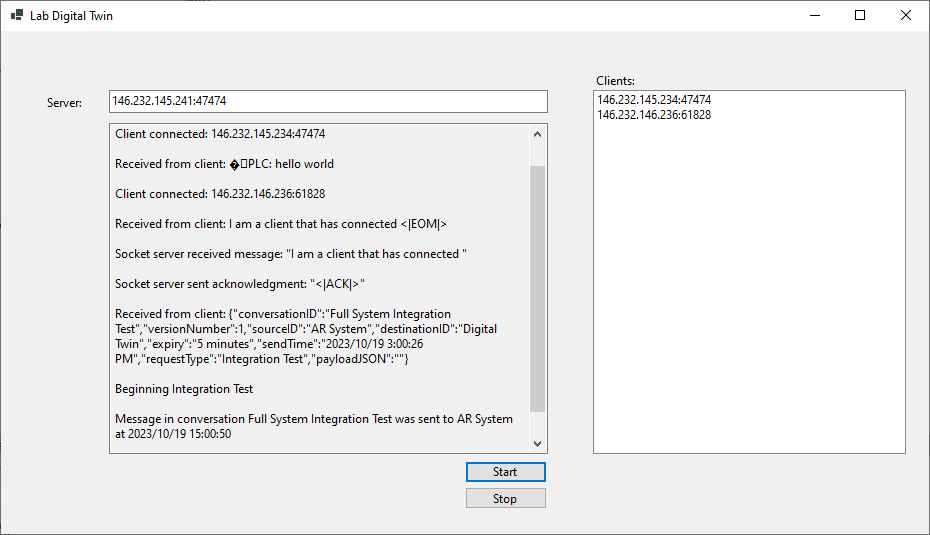 Lab Digital Twin
Clients:
Server:
146.232.145.241:47474
146.232.145.234:47474
146.232.146.236:61828
Client connected: 146.232.145.234:47474
Received from client: �▯PLC: hello world
Client connected: 146.232.146.236:61828
Received from client: I am a client that has connected <|EOM|>
Socket server received message: "I am a client that has connected "
Socket server sent acknowledgment: "<|ACK|>"
Received from client: {"conversationID":"Full System Integration
Test","versionNumber":1,"sourceID":"AR System","destinationID":"Digital
Twin","expiry":"5 minutes","sendTime":"2023/10/19 3:00:26
PM","requestType":"Integration Test","payloadJSON":""}
Beginning Integration Test
Message in conversation Full System Integration Test was sent to AR System
at 2023/10/19 15:00:50
Start
Stop